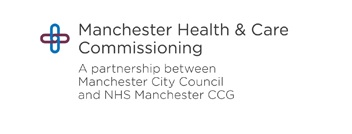 Manchester Health & Care
Commissioning
A partnership between
Manchester City Council
and NHS Manchester CCG